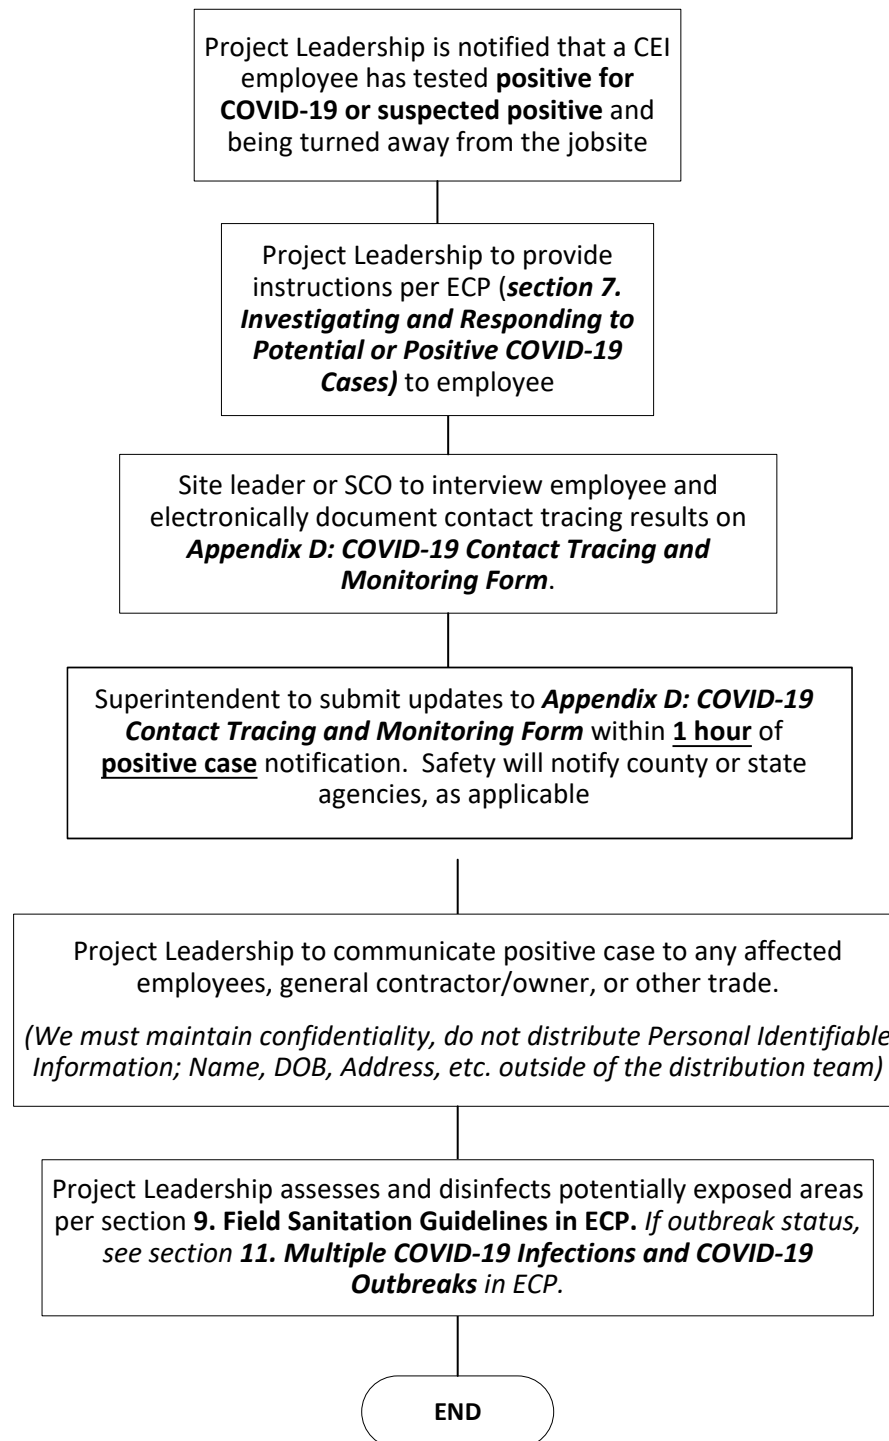 Project Leadership is notified that a CEI
employee has tested positive for
COVID-19 or suspected positive and
being turned away from the jobsite
Project Leadership to provide
instructions per ECP (section 7.
Investigating and Responding to
Potential or Positive COVID-19
Cases) to employee
Site leader or SCO to interview employee and
electronically document contact tracing results on
Appendix D: COVID-19 Contact Tracing and
Monitoring Form.
Superintendent to submit updates to Appendix D: COVID-19
Contact Tracing and Monitoring Form within 1 hour of
positive case notification.  Safety will notify county or state
agencies, as applicable
Project Leadership to communicate positive case to any affected
employees, general contractor/owner, or other trade.
(We must maintain confidentiality, do not distribute Personal Identifiable
Information; Name, DOB, Address, etc. outside of the distribution team)
Project Leadership assesses and disinfects potentially exposed areas
per section 9. Field Sanitation Guidelines in ECP. If outbreak status,
see section 11. Multiple COVID-19 Infections and COVID-19
Outbreaks in ECP.
END